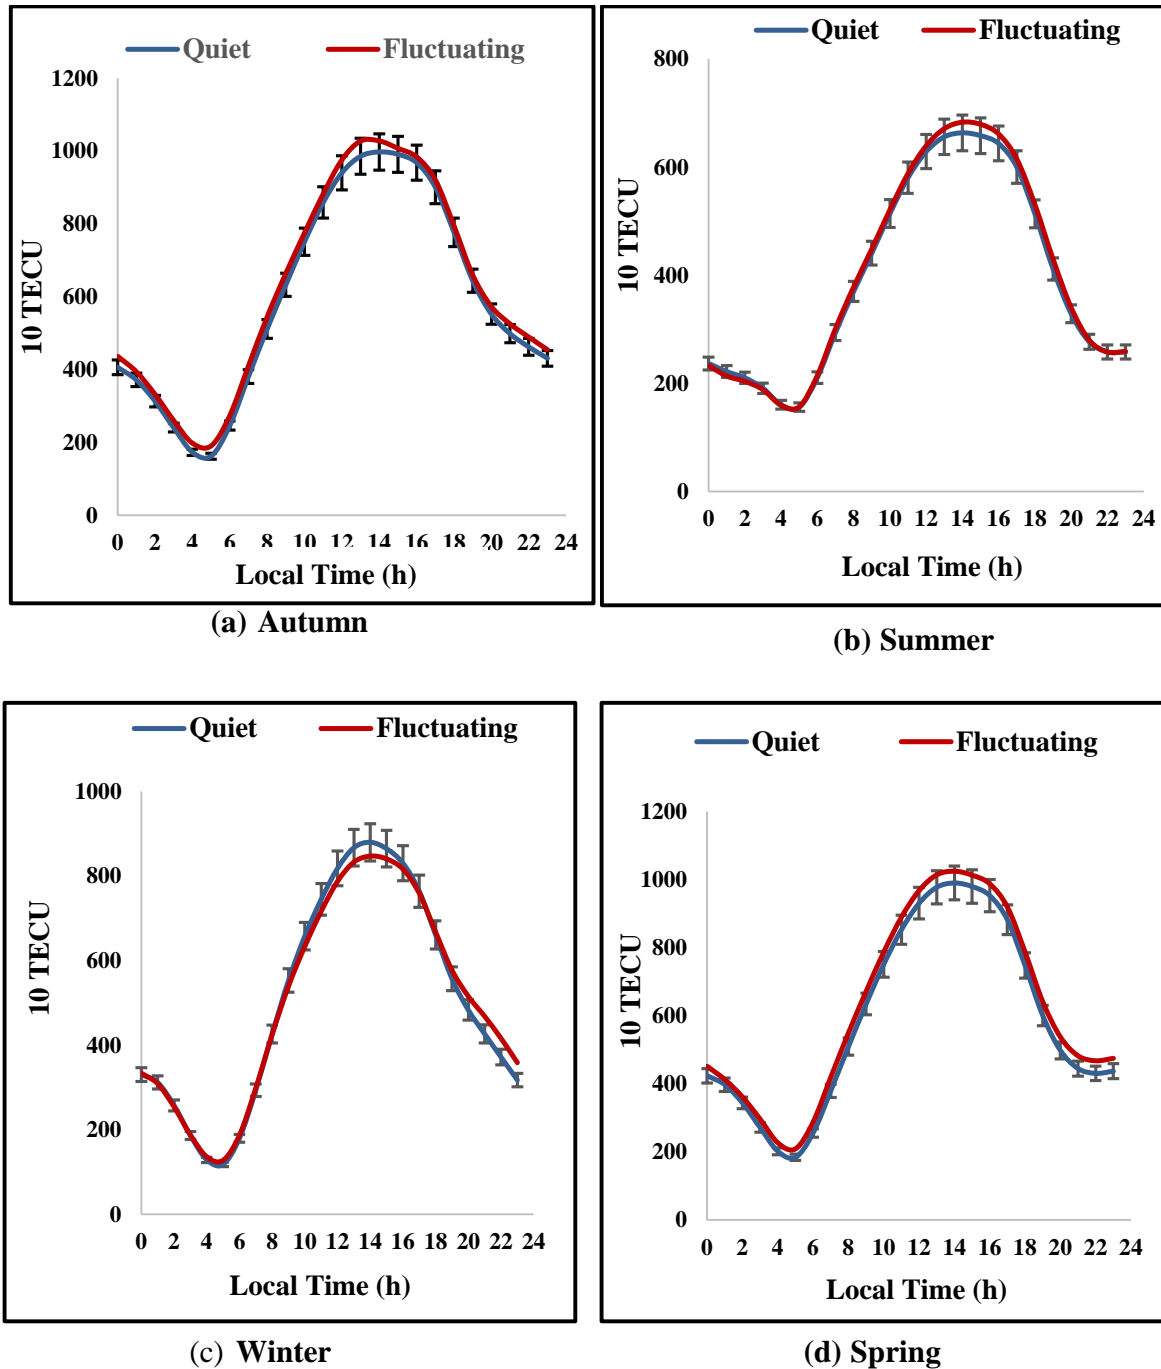 Quiet Fluctuating
1200
1000
800
600
400
200
0
10 TECU
0 2 4 6 8 10 12 14 16 18 20 22 24
Local Time (h)
(a) Autumn
Quiet Fluctuating
800
600
400
200
0
10 TECU
0 2 4 6 8 10 12 14 16 18 20 22 24
Local Time (h)
(b) Summer
Quiet Fluctuating
1000
800
600
400
200
0
10 TECU
0 2 4 6 8 10 12 14 16 18 20 22 24
Local Time (h)
(c) Winter
Quiet Fluctuating
1200
1000
800
600
400
200
0
10 TECU
0 2 4 6 8 10 12 14 16 18 20 22 24
Local Time (h)
(d) Spring